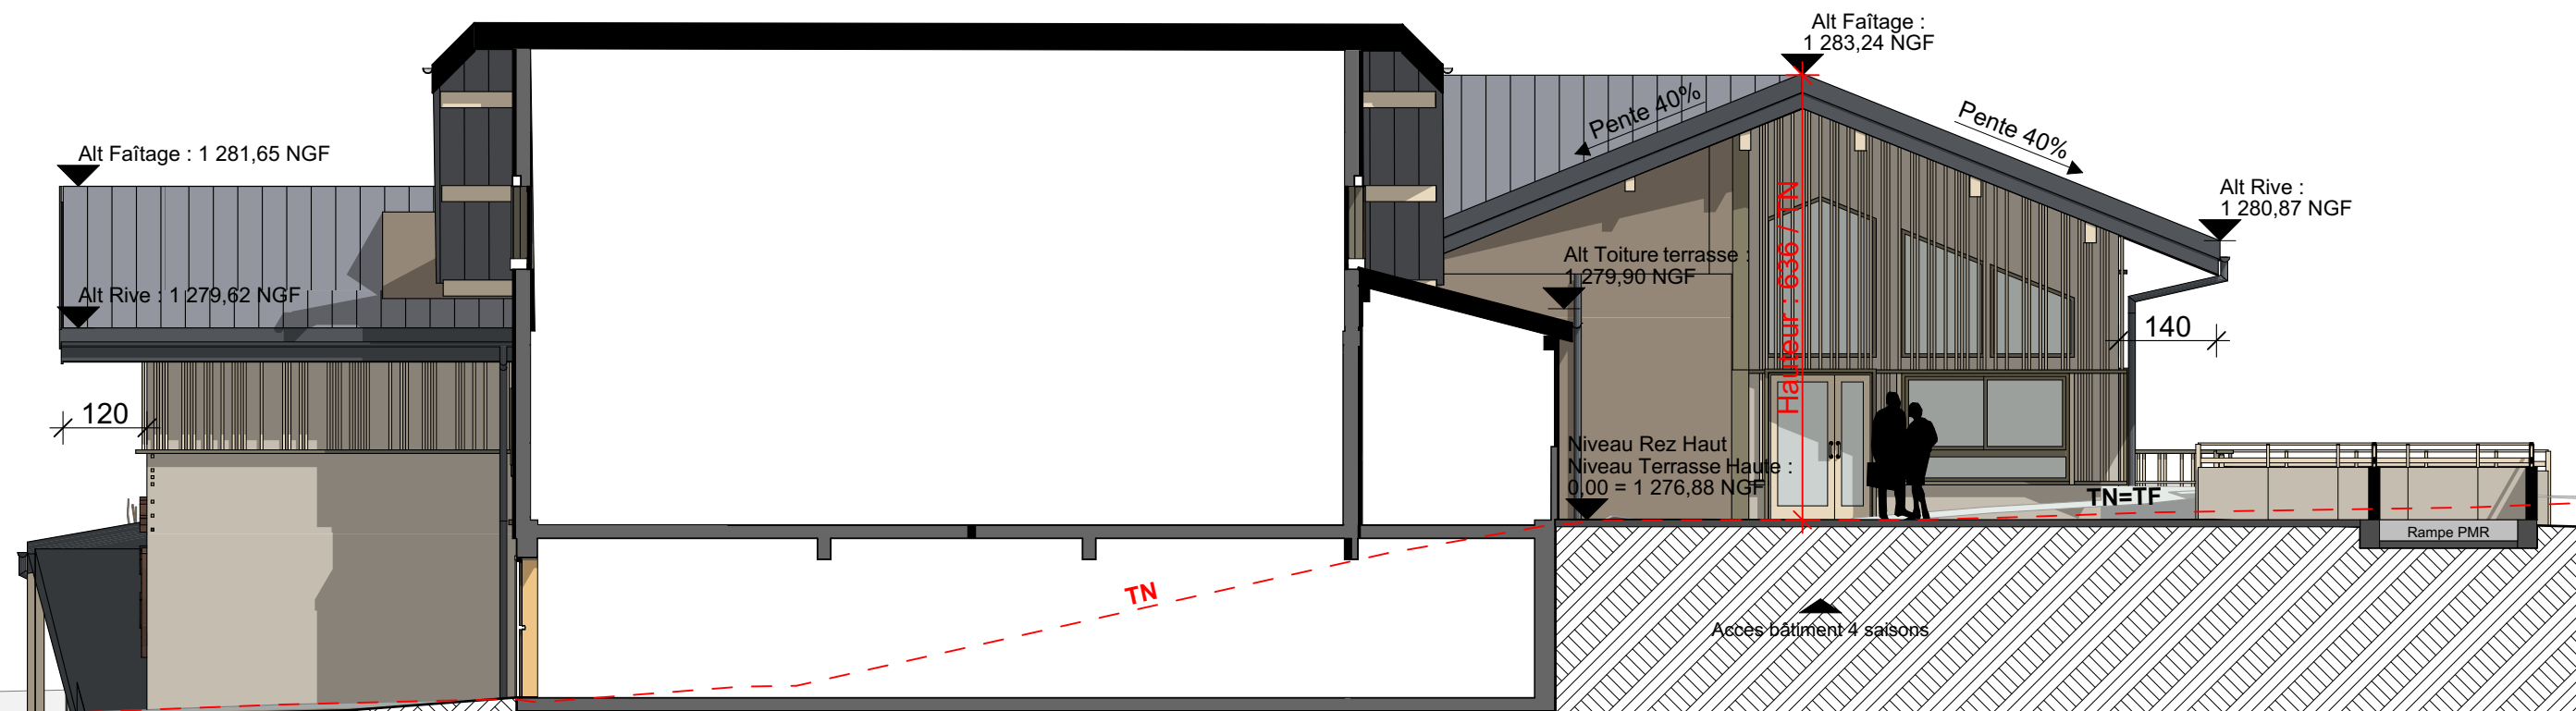 Alt Faîtage :
1 283,24 NGF
Pente 40%
Pente 40%
Alt Faîtage : 1 281,65 NGF
Alt Rive :
1 280,87 NGF
Hauteur : 636 / TN
Alt Toiture terrasse :
1 279,90 NGF
Alt Rive : 1 279,62 NGF
140
120
Niveau Rez Haut
Niveau Terrasse Haute :
0,00 = 1 276,88 NGF
TN=TF
Rampe PMR
TN
Accès bâtiment 4 saisons